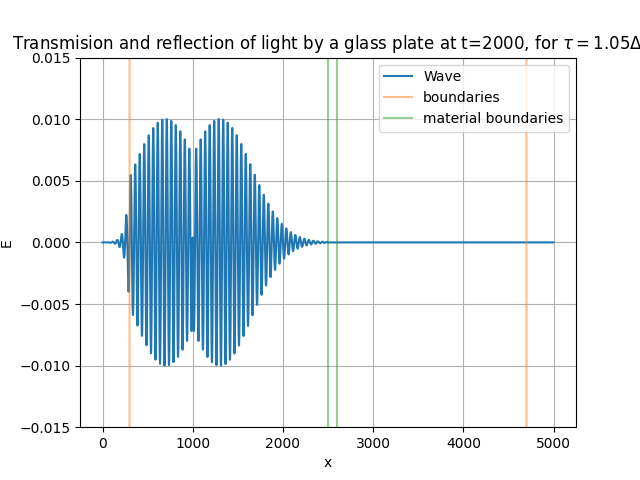 Transmision and reflection of light by a glass plate at t=2000, for τ = 1.05Δ
0.015
0.010
0.005
0.000
−0.005
−0.010
−0.015
E
Wave
boundaries
material boundaries
0 1000 2000 3000 4000 5000
x